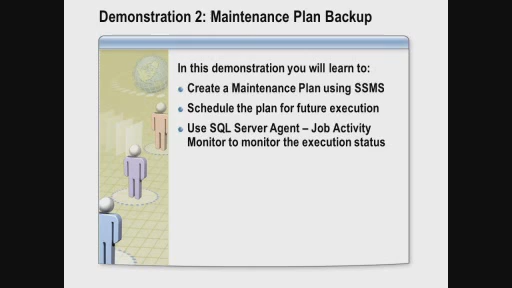 Demonstration 2: Maintenance Plan Backup
In this demonstration you will learn to:
Create a Maintenance Plan using SSMS
Schedule the plan for future execution
Use SQL Server Agent – Job Activity
Monitor to monitor the execution status